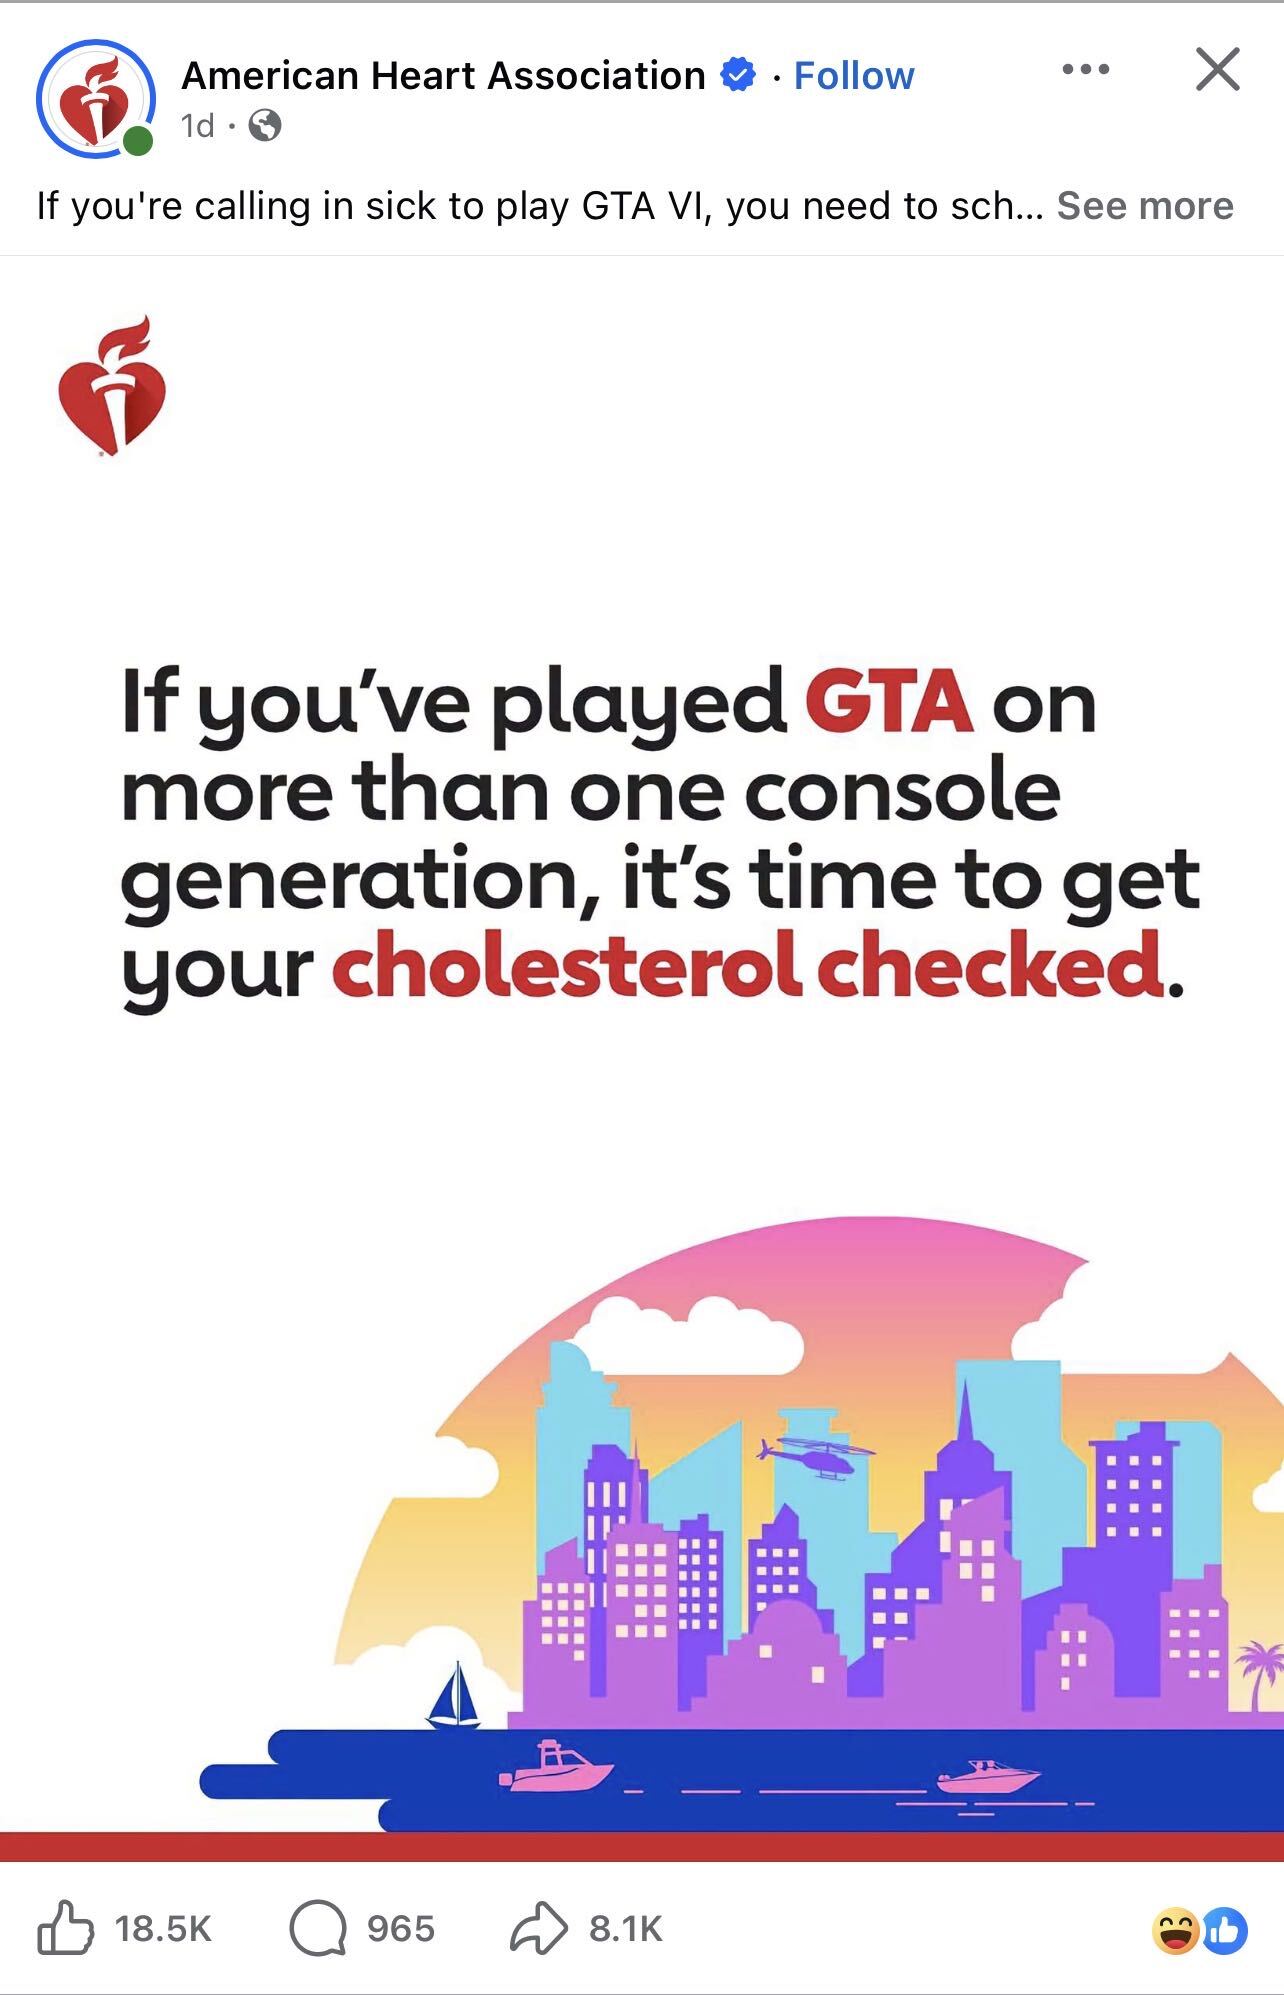 American Heart Association · Follow
1d ·
If you're calling in sick to play GTA VI, you need to sch... See more
If you've played GTA on
more than one console
generation, it's time to get
your cholesterol checked.
18.5K 965 8.1K